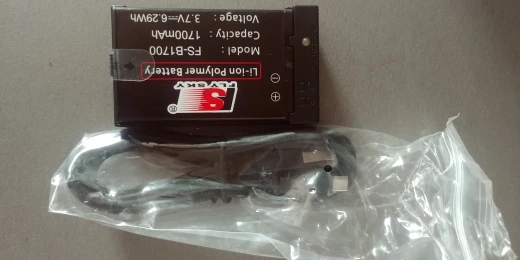 FLYSKY®
Li-ion Polymer Battery
Model : FS-B1700
Capacity : 1700mAh
Voltage : 3.7V⎓6.29Wh